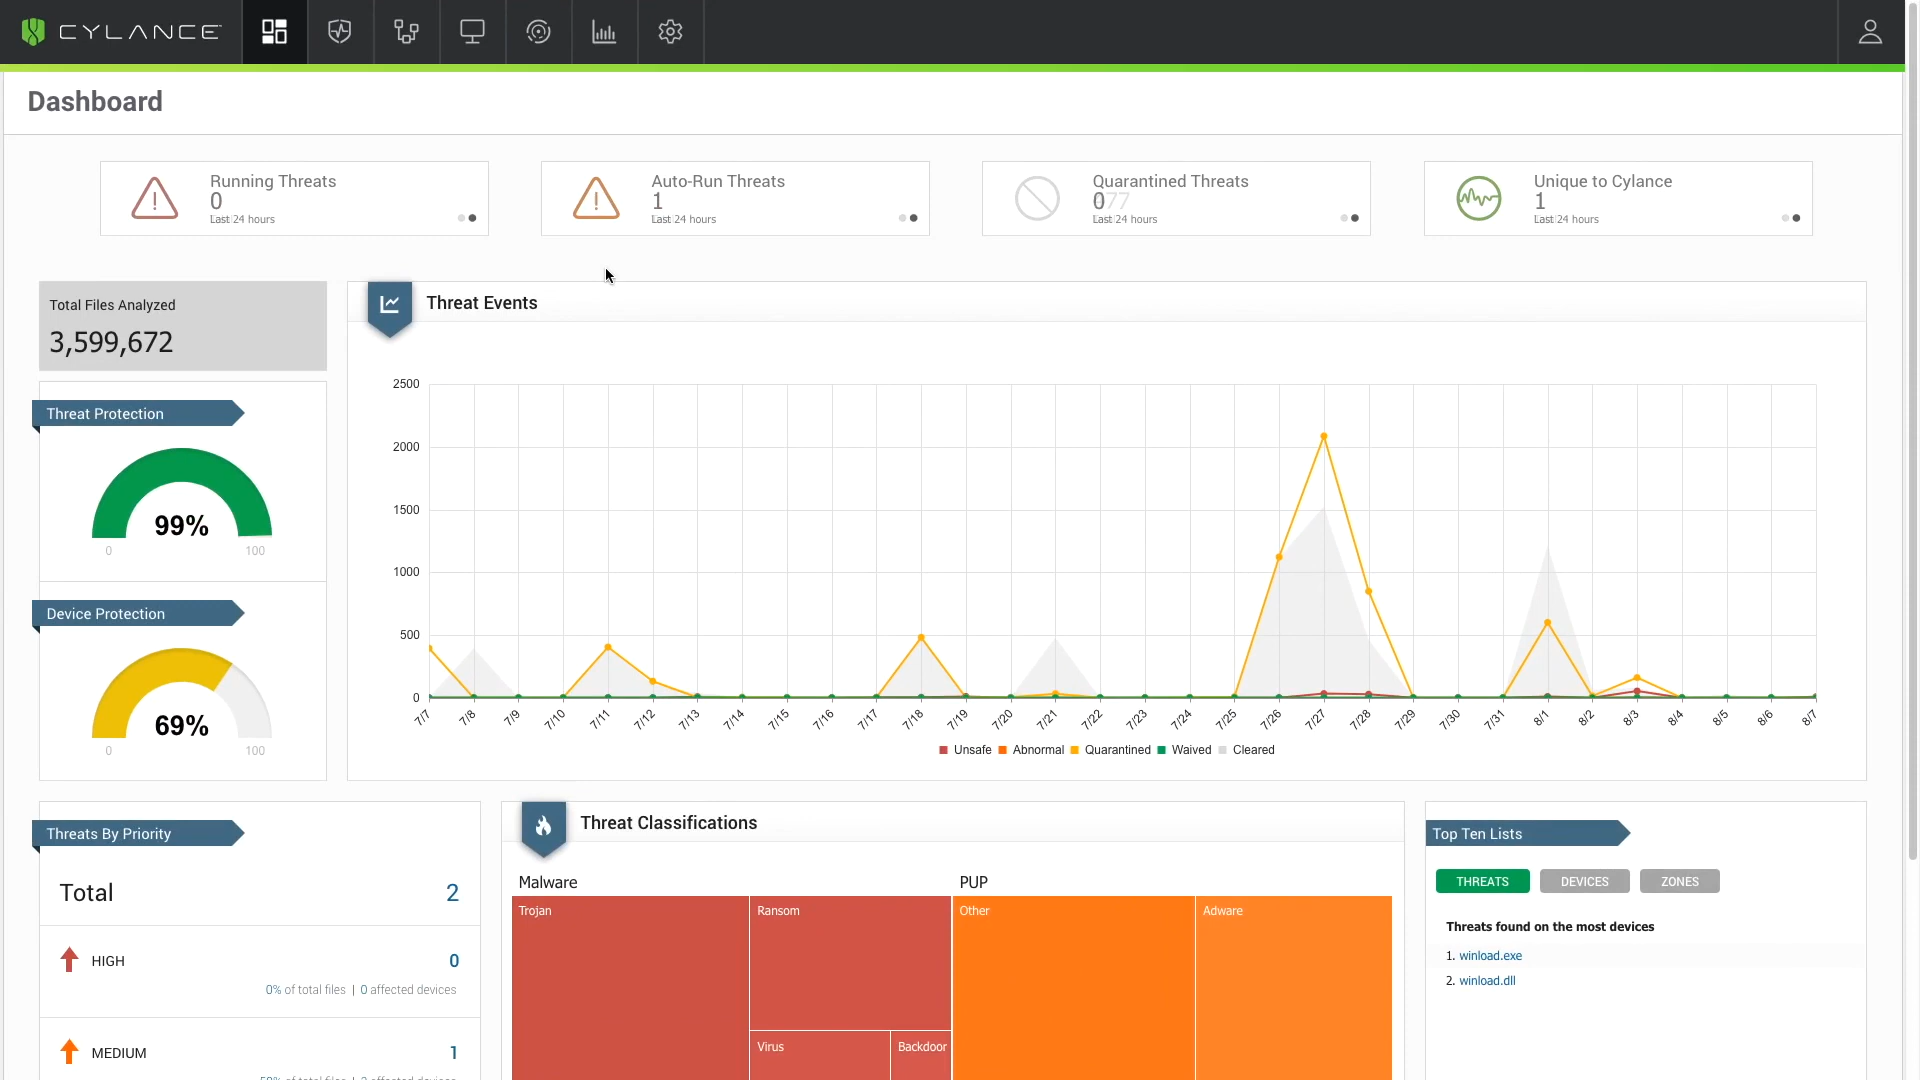 CYLANCE
Dashboard
Running Threats
0
Last 24 hours
Auto-Run Threats
1
Last 24 hours
Quarantined Threats
0
Last 24 hours
Unique to Cylance
1
Last 24 hours
Total Files Analyzed
3,599,672
Threat Protection
99%
0 100
Device Protection
69%
0 100
Threat Events
2500
2000
1500
1000
500
0
7/7 7/8 7/9 7/10 7/11 7/12 7/13 7/14 7/15 7/16 7/17 7/18 7/19 7/20 7/21 7/22 7/23 7/24 7/25 7/26 7/27 7/28 7/29 7/30 7/31 8/1 8/2 8/3 8/4 8/5 8/6 8/7
Unsafe Abnormal Quarantined Waived Cleared
Threats By Priority
Total 2
HIGH 0
0% of total files | 0 affected devices
MEDIUM 1
Threat Classifications
Malware PUP
Trojan Ransom Other Adware
Virus Backdoor
Top Ten Lists
THREATS DEVICES ZONES
Threats found on the most devices
1. winload.exe
2. winload.dll